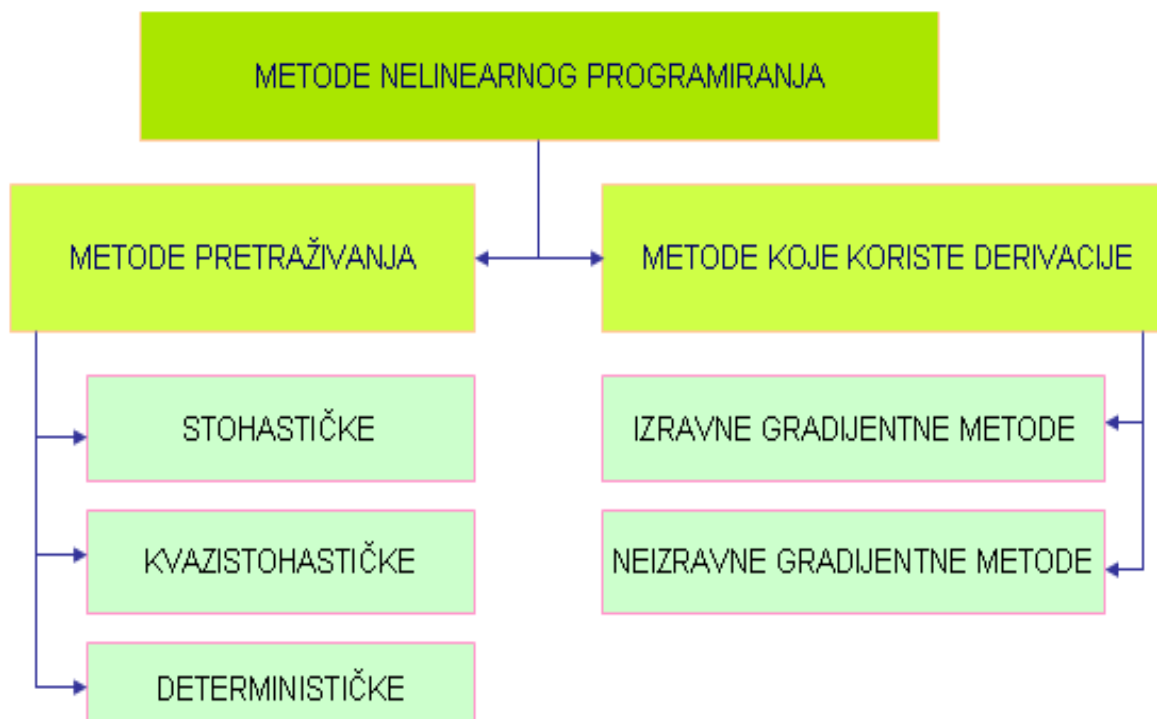 METODE NELINEARNOG PROGRAMIRANJA
METODE PRETRAŽIVANJA
METODE KOJE KORISTE DERIVACIJE
STOHASTIČKE
IZRAVNE GRADIJENTNE METODE
KVAZISTOHASTIČKE
NEIZRAVNE GRADIJENTNE METODE
DETERMINISTIČKE